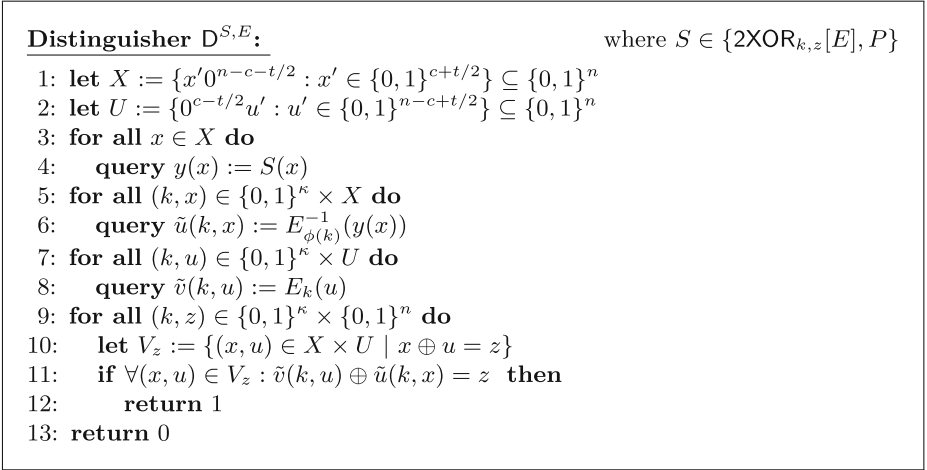 Distinguisher D^{S,E}: where S ∈ {2XOR_{k,z}[E], P}
1: let X := {x′0^{n−c−t/2} : x′ ∈ {0, 1}^{c+t/2}} ⊆ {0, 1}^n
2: let U := {0^{c−t/2}u′ : u′ ∈ {0, 1}^{n−c+t/2}} ⊆ {0, 1}^n
3: for all x ∈ X do
4: query y(x) := S(x)
5: for all (k, x) ∈ {0, 1}^κ × X do
6: query ũ(k, x) := E^{−1}_{ϕ(k)}(y(x))
7: for all (k, u) ∈ {0, 1}^κ × U do
8: query ṽ(k, u) := E_k(u)
9: for all (k, z) ∈ {0, 1}^κ × {0, 1}^n do
10: let V_z := {(x, u) ∈ X × U | x ⊕ u = z}
11: if ∀(x, u) ∈ V_z : ṽ(k, u) ⊕ ũ(k, x) = z then
12: return 1
13: return 0